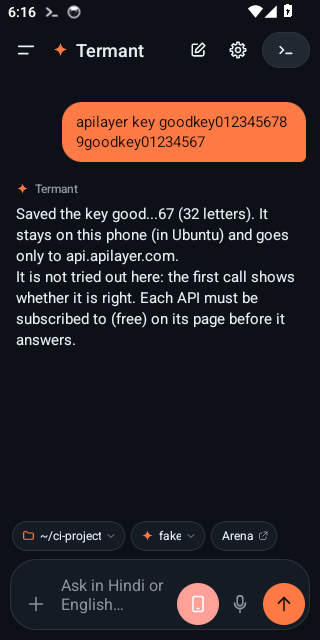 6:16
Termant
apilayer key goodkey012345678
9goodkey01234567
Termant
Saved the key good...67 (32 letters). It
stays on this phone (in Ubuntu) and goes
only to api.apilayer.com.
It is not tried out here: the first call shows
whether it is right. Each API must be
subscribed to (free) on its page before it
answers.
~/ci-project
fake
Arena
Ask in Hindi or
English…